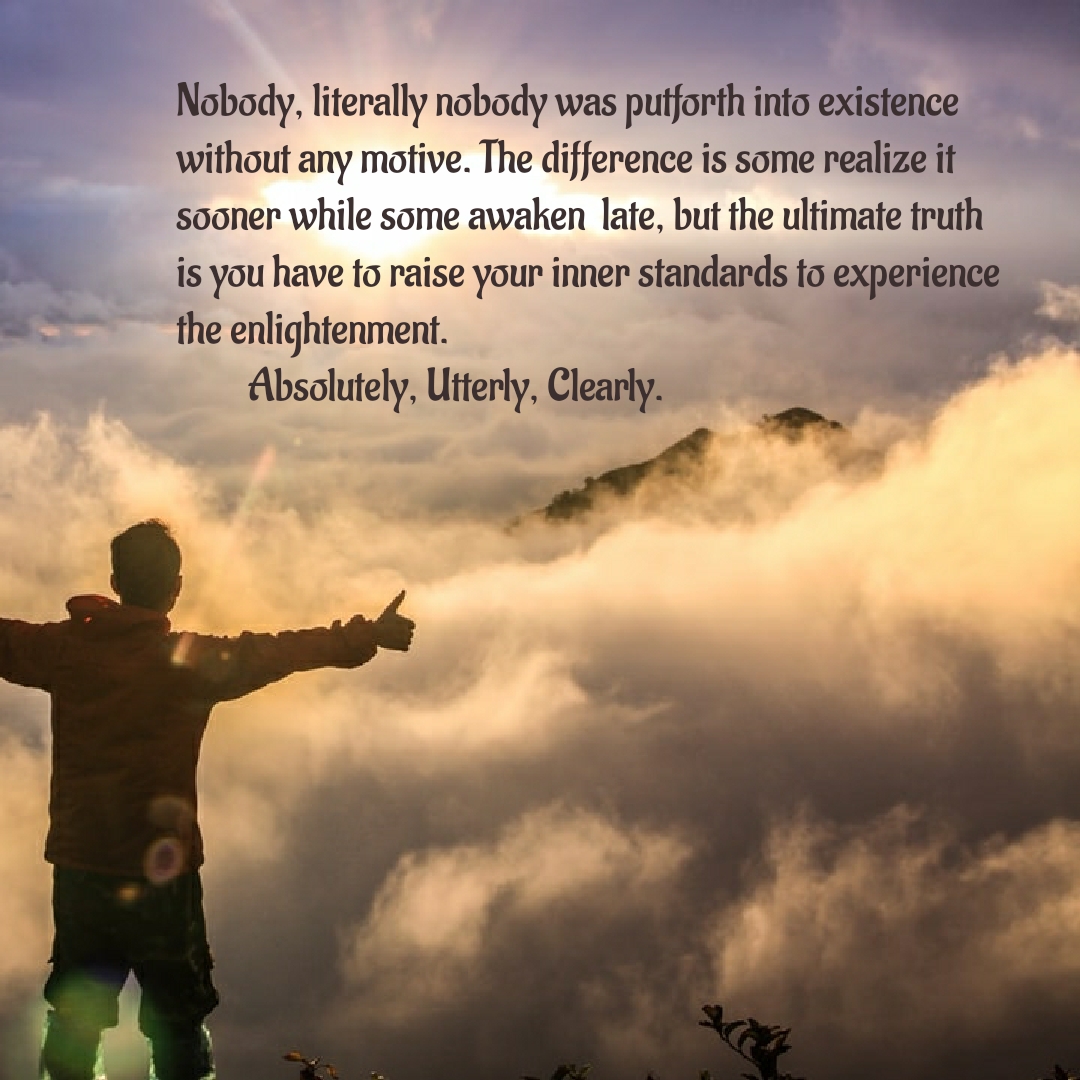 Nobody, literally nobody was putforth into existence
without any motive. The difference is some realize it
sooner while some awaken late, but the ultimate truth
is you have to raise your inner standards to experience
the enlightenment.
Absolutely, Utterly, Clearly.